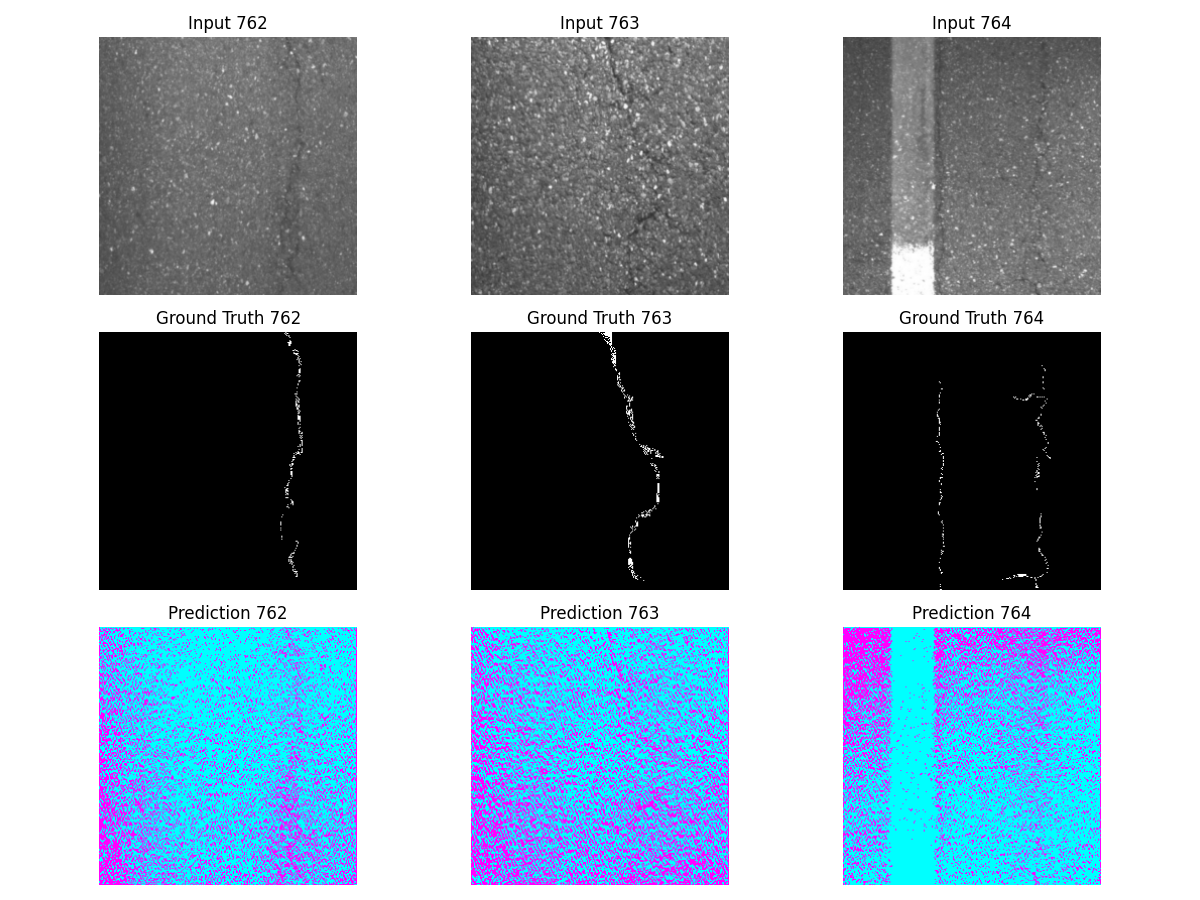 Input 762
Input 763
Input 764
Ground Truth 762
Ground Truth 763
Ground Truth 764
Prediction 762
Prediction 763
Prediction 764